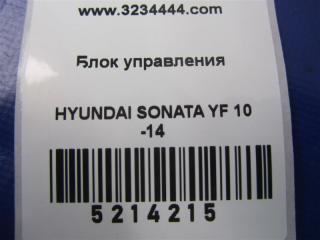 www.3234444.com
Блок управления
HYUNDAI SONATA YF 10
-14
5214215